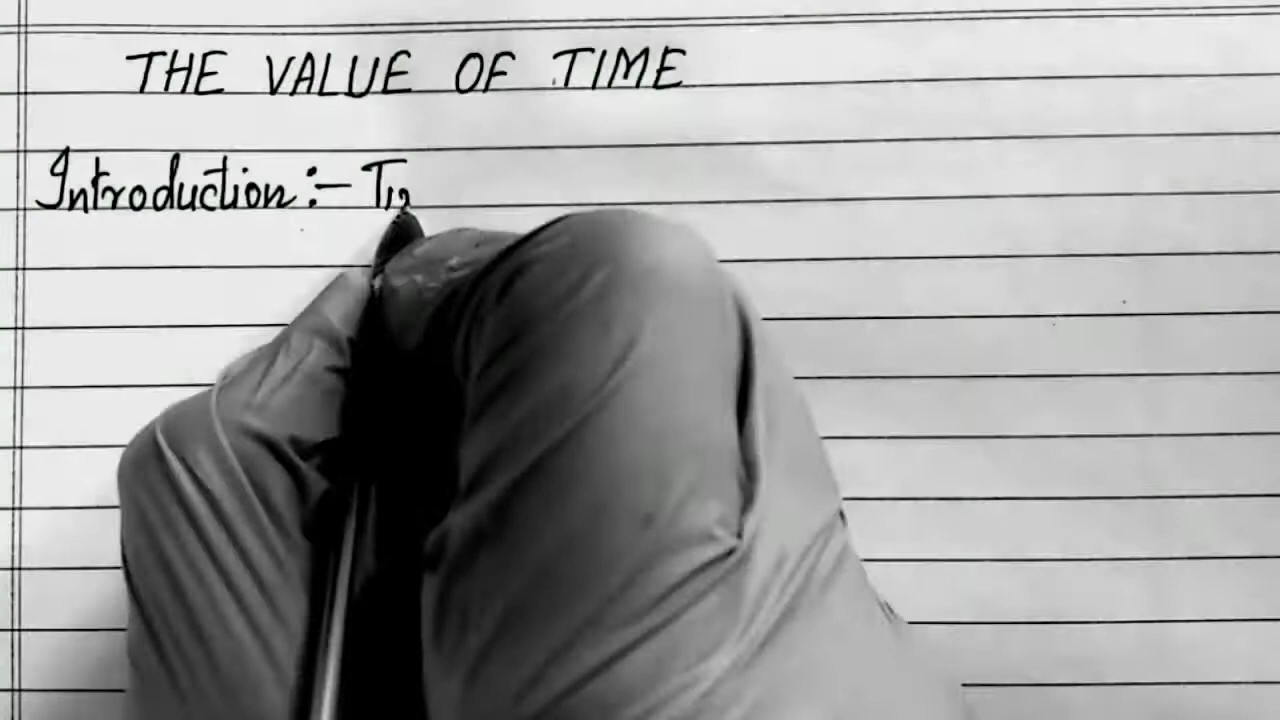 THE VALUE OF TIME
Introduction :-